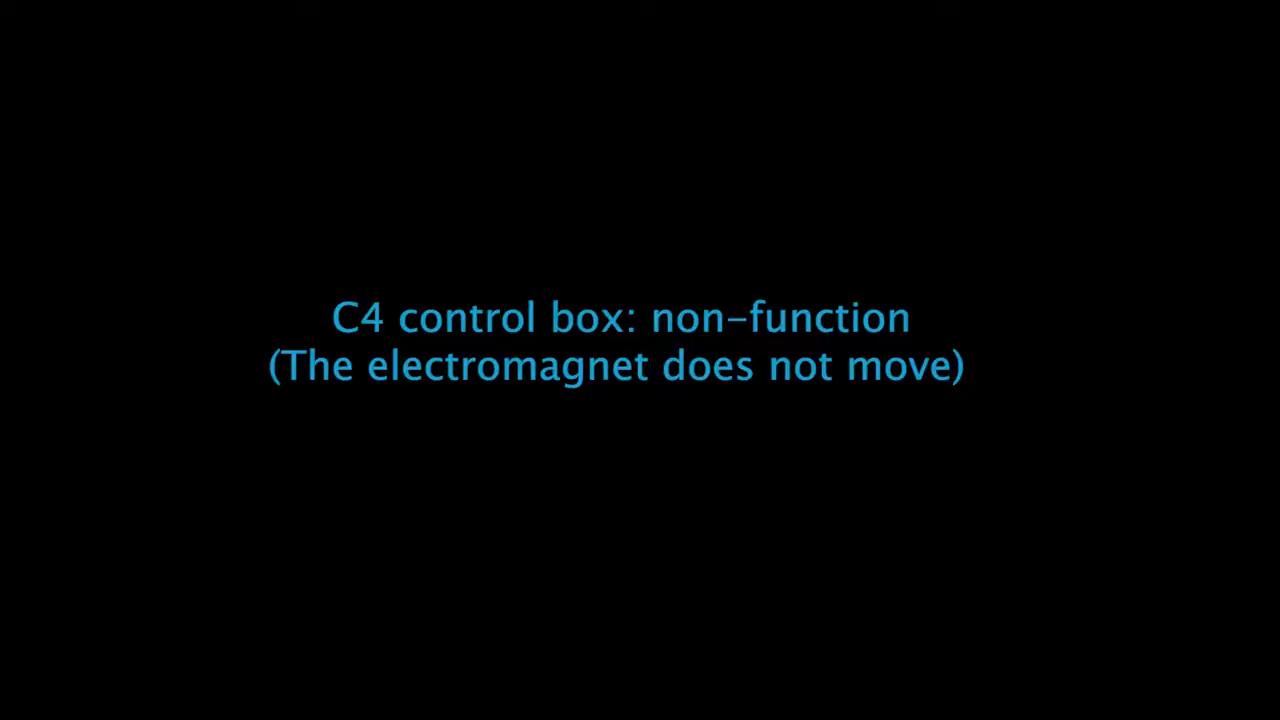 C4 control box: non-function
(The electromagnet does not move)